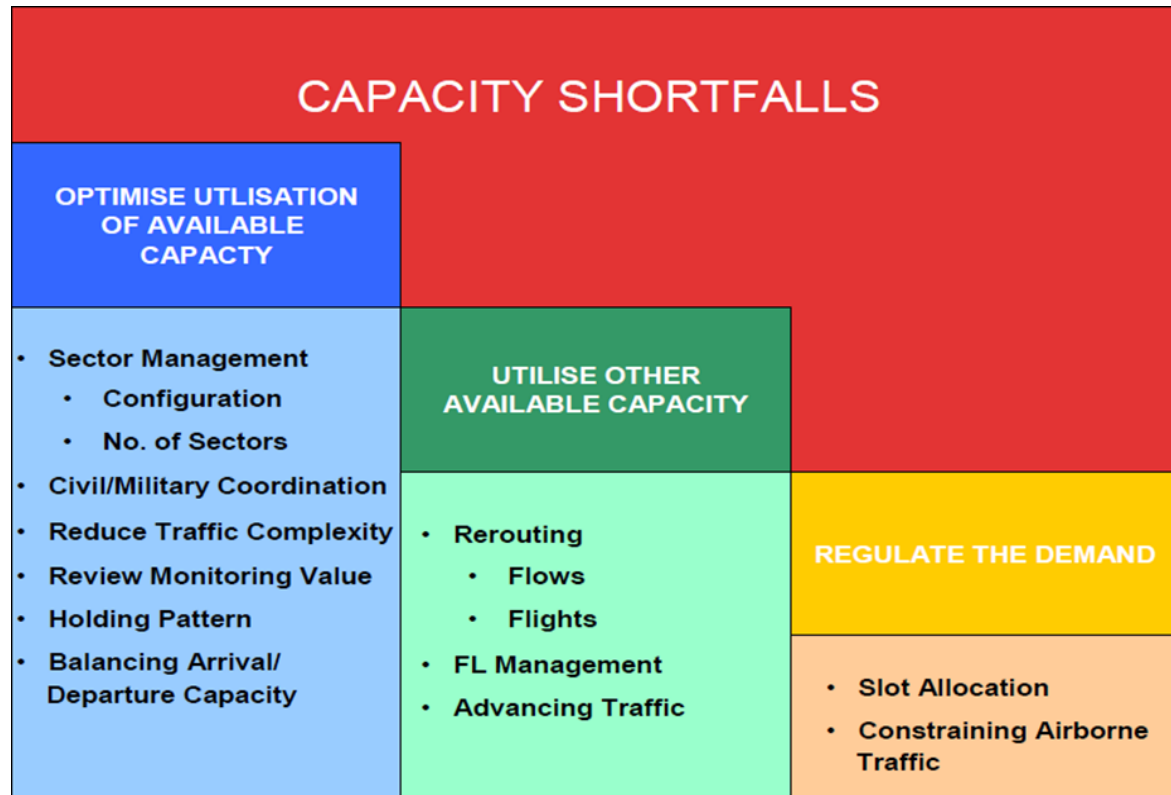 CAPACITY SHORTFALLS
OPTIMISE UTLISATION
OF AVAILABLE
CAPACTY
• Sector Management
• Configuration
• No. of Sectors
• Civil/Military Coordination
• Reduce Traffic Complexity
• Review Monitoring Value
• Holding Pattern
• Balancing Arrival/
Departure Capacity
UTILISE OTHER
AVAILABLE CAPACITY
• Rerouting
• Flows
• Flights
• FL Management
• Advancing Traffic
REGULATE THE DEMAND
• Slot Allocation
• Constraining Airborne
Traffic